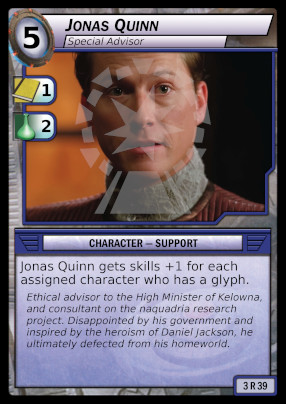 5
JONAS QUINN
Special Advisor
1
2
CHARACTER – SUPPORT
Jonas Quinn gets skills +1 for each
assigned character who has a glyph.
Ethical advisor to the High Minister of Kelowna,
and consultant on the naquadria research
project. Disappointed by his government and
inspired by the heroism of Daniel Jackson, he
ultimately defected from his homeworld.
3 R 39